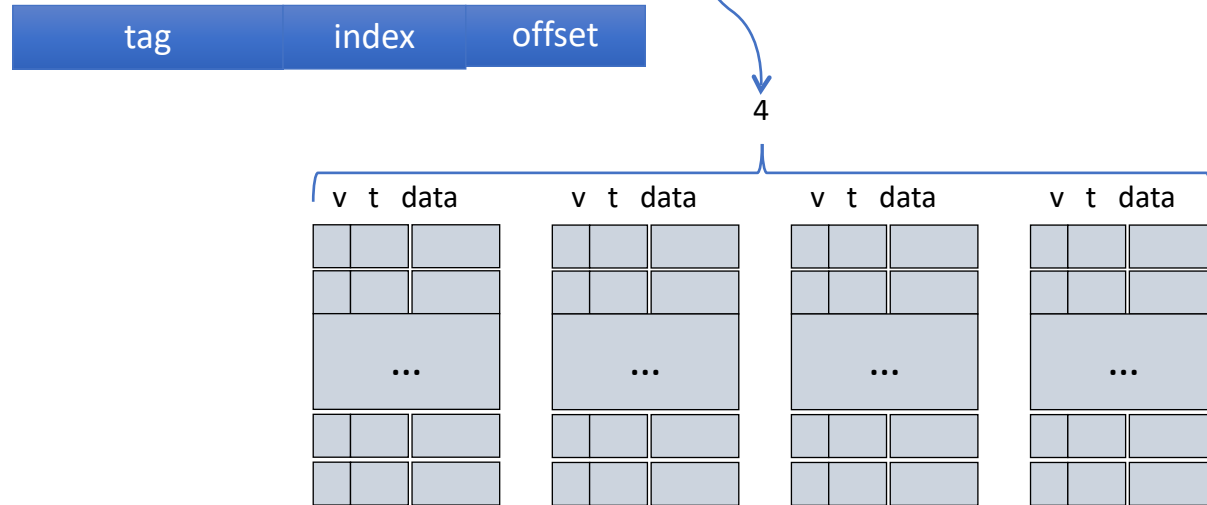 tag index offset
4
v t data v t data v t data v t data
... ... ... ...